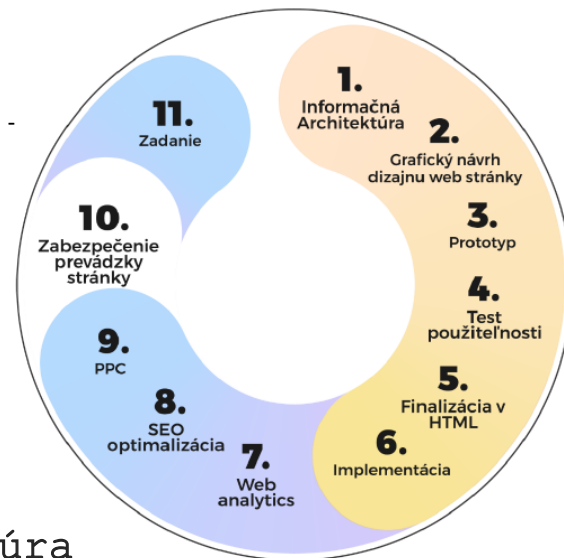 1.
Informačná
Architektúra
2.
Grafický návrh
dizajnu web stránky
3.
Prototyp
4.
Test
použiteľnosti
5.
Finalizácia v
HTML
6.
Implementácia
7.
Web
analytics
8.
SEO
optimalizácia
9.
PPC
10.
Zabezpečenie
prevádzky
stránky
11.
Zadanie
-
úra